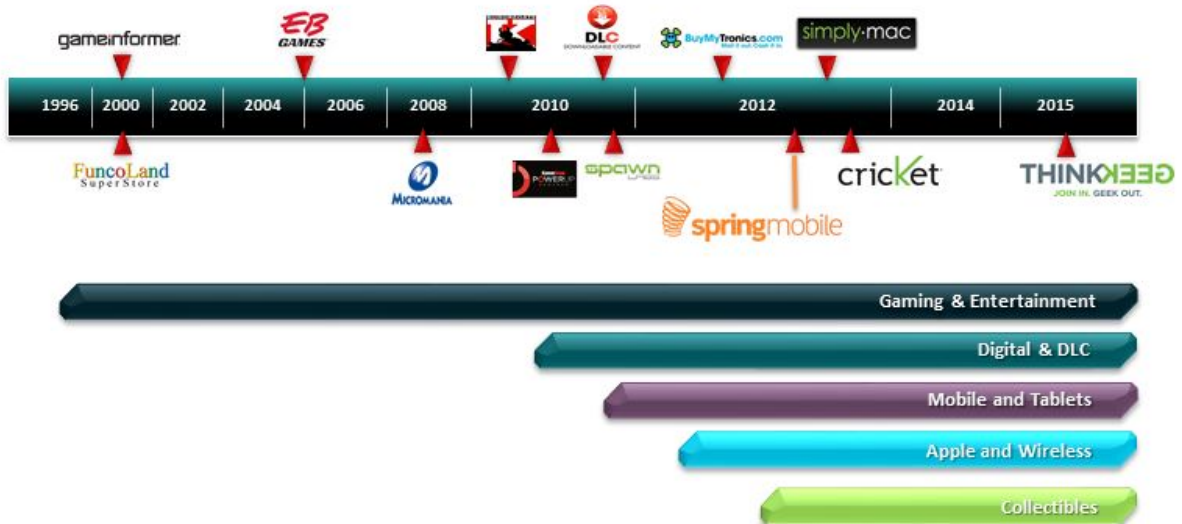 gameinformer
EB
GAMES
K
DLC
DOWNLOADABLE CONTENT
BuyMyTronics.com
simply·mac
1996 2000 2002 2004 2006 2008 2010 2012 2014 2015
FuncoLand
SuperStore
MICROMANIA
POWERUP
spawn
LABS
springmobile
cricket
THINKGEEK
JOIN IN. GEEK OUT.
Gaming & Entertainment
Digital & DLC
Mobile and Tablets
Apple and Wireless
Collectibles